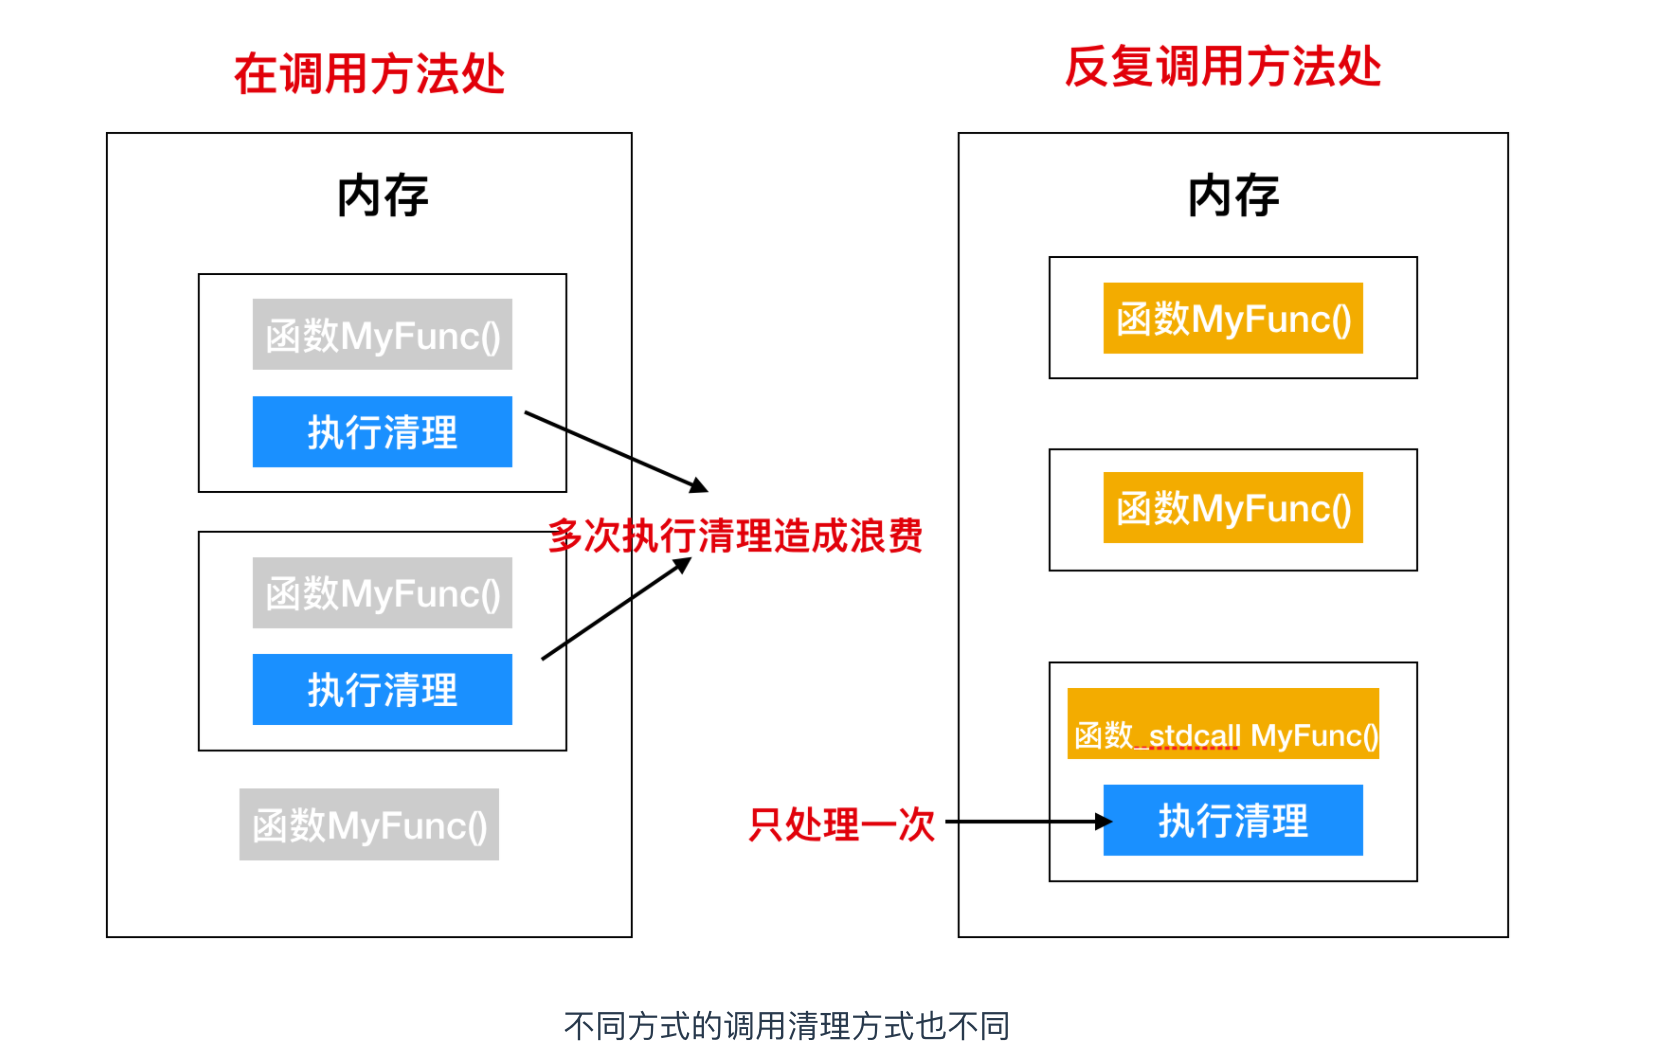 在调用方法处
内存
函数MyFunc()
执行清理
函数MyFunc()
执行清理
函数MyFunc()
多次执行清理造成浪费
反复调用方法处
内存
函数MyFunc()
函数MyFunc()
函数_stdcall MyFunc()
执行清理
只处理一次
不同方式的调用清理方式也不同